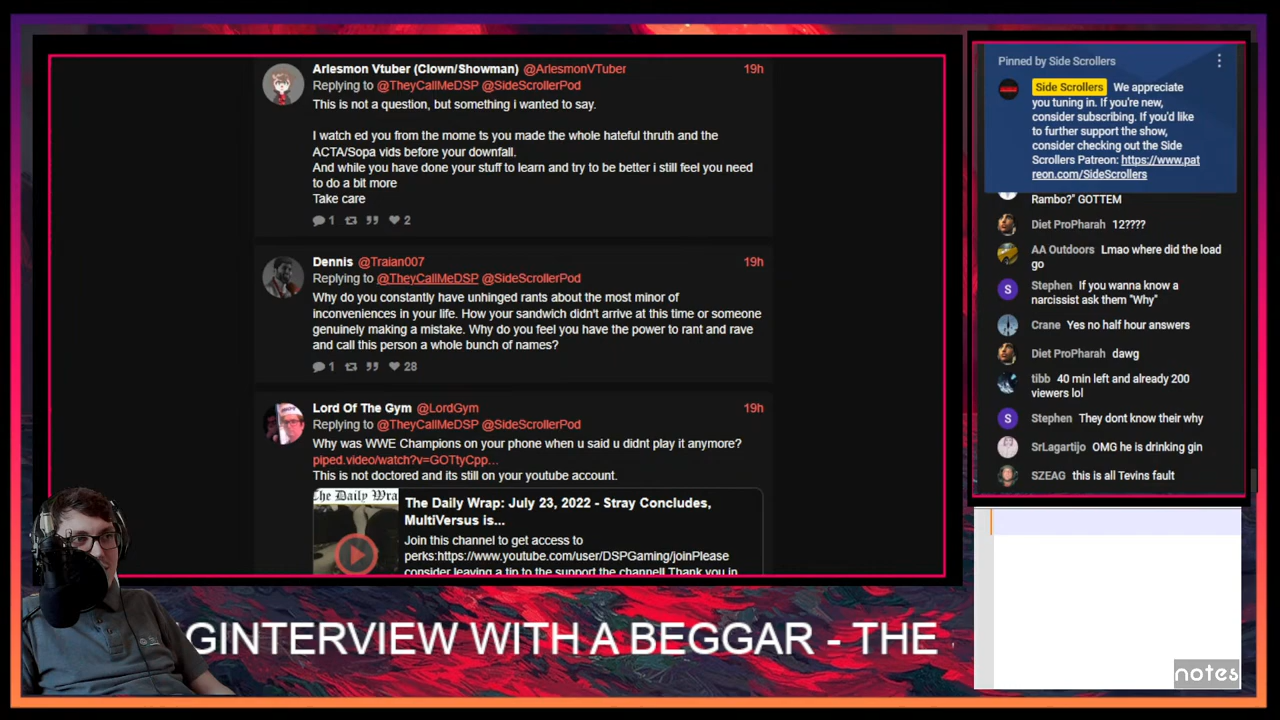 Arlesmon Vtuber (Clown/Showman) @ArlesmonVTuber 19h
Replying to @TheyCallMeDSP @SideScrollerPod
This is not a question, but something i wanted to say.
I watch ed you from the mome ts you made the whole hateful thruth and the
ACTA/Sopa vids before your downfall.
And while you have done your stuff to learn and try to be better i still feel you need
to do a bit more
Take care
1 2
Dennis @Traian007 19h
Replying to @TheyCallMeDSP @SideScrollerPod
Why do you constantly have unhinged rants about the most minor of
inconveniences in your life. How your sandwich didn't arrive at this time or someone
genuinely making a mistake. Why do you feel you have the power to rant and rave
and call this person a whole bunch of names?
1 28
Lord Of The Gym @LordGym 19h
Replying to @TheyCallMeDSP @SideScrollerPod
Why was WWE Champions on your phone when u said u didnt play it anymore?
piped.video/watch?v=GOTtyCpp...
This is not doctored and its still on your youtube account.
The Daily Wra
The Daily Wrap: July 23, 2022 - Stray Concludes,
MultiVersus is...
Join this channel to get access to
perks:https://www.youtube.com/user/DSPGaming/joinPlease
consider leaving a tip to the support the channel! Thank you in
Pinned by Side Scrollers
Side Scrollers We appreciate
you tuning in. If you're new,
consider subscribing. If you'd like
to further support the show,
consider checking out the Side
Scrollers Patreon: https://www.pat
reon.com/SideScrollers
Rambo?" GOTTEM
Diet ProPharah 12????
AA Outdoors Lmao where did the load
go
S
Stephen If you wanna know a
narcissist ask them "Why"
Crane Yes no half hour answers
Diet ProPharah dawg
tibb 40 min left and already 200
viewers lol
S
Stephen They dont know their why
SrLagartijo OMG he is drinking gin
SZEAG this is all Tevins fault
GINTERVIEW WITH A BEGGAR - THE
notes